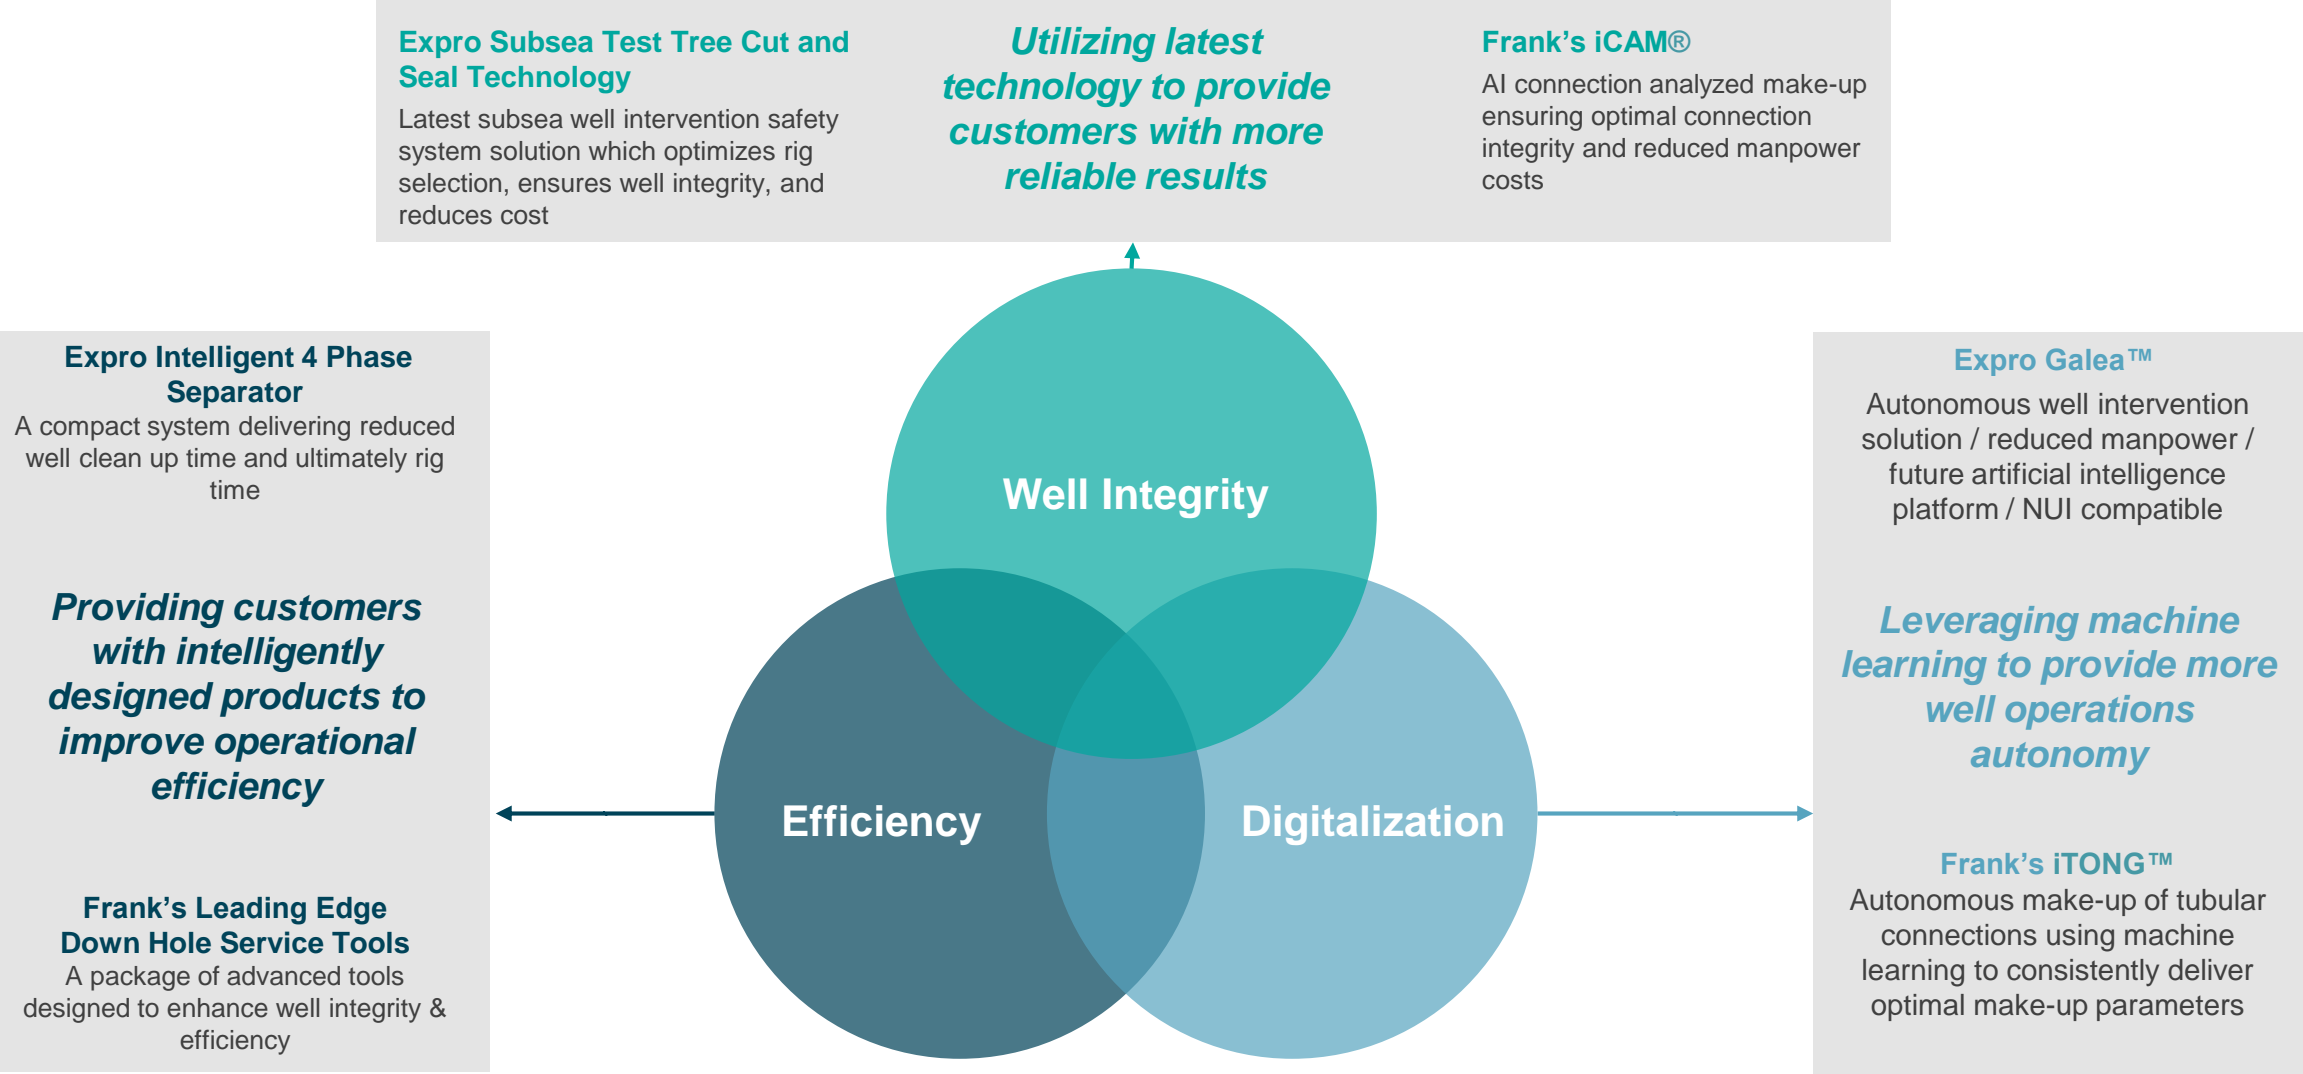 Expro Subsea Test Tree Cut and
Seal Technology
Latest subsea well intervention safety
system solution which optimizes rig
selection, ensures well integrity, and
reduces cost
Utilizing latest
technology to provide
customers with more
reliable results
Frank’s iCAM®
AI connection analyzed make-up
ensuring optimal connection
integrity and reduced manpower
costs
Expro Intelligent 4 Phase
Separator
A compact system delivering reduced
well clean up time and ultimately rig
time
Providing customers
with intelligently
designed products to
improve operational
efficiency
Frank’s Leading Edge
Down Hole Service Tools
A package of advanced tools
designed to enhance well integrity &
efficiency
Well Integrity
Efficiency
Digitalization
Expro Galea™
Autonomous well intervention
solution / reduced manpower /
future artificial intelligence
platform / NUI compatible
Leveraging machine
learning to provide more
well operations
autonomy
Frank’s iTONG™
Autonomous make-up of tubular
connections using machine
learning to consistently deliver
optimal make-up parameters